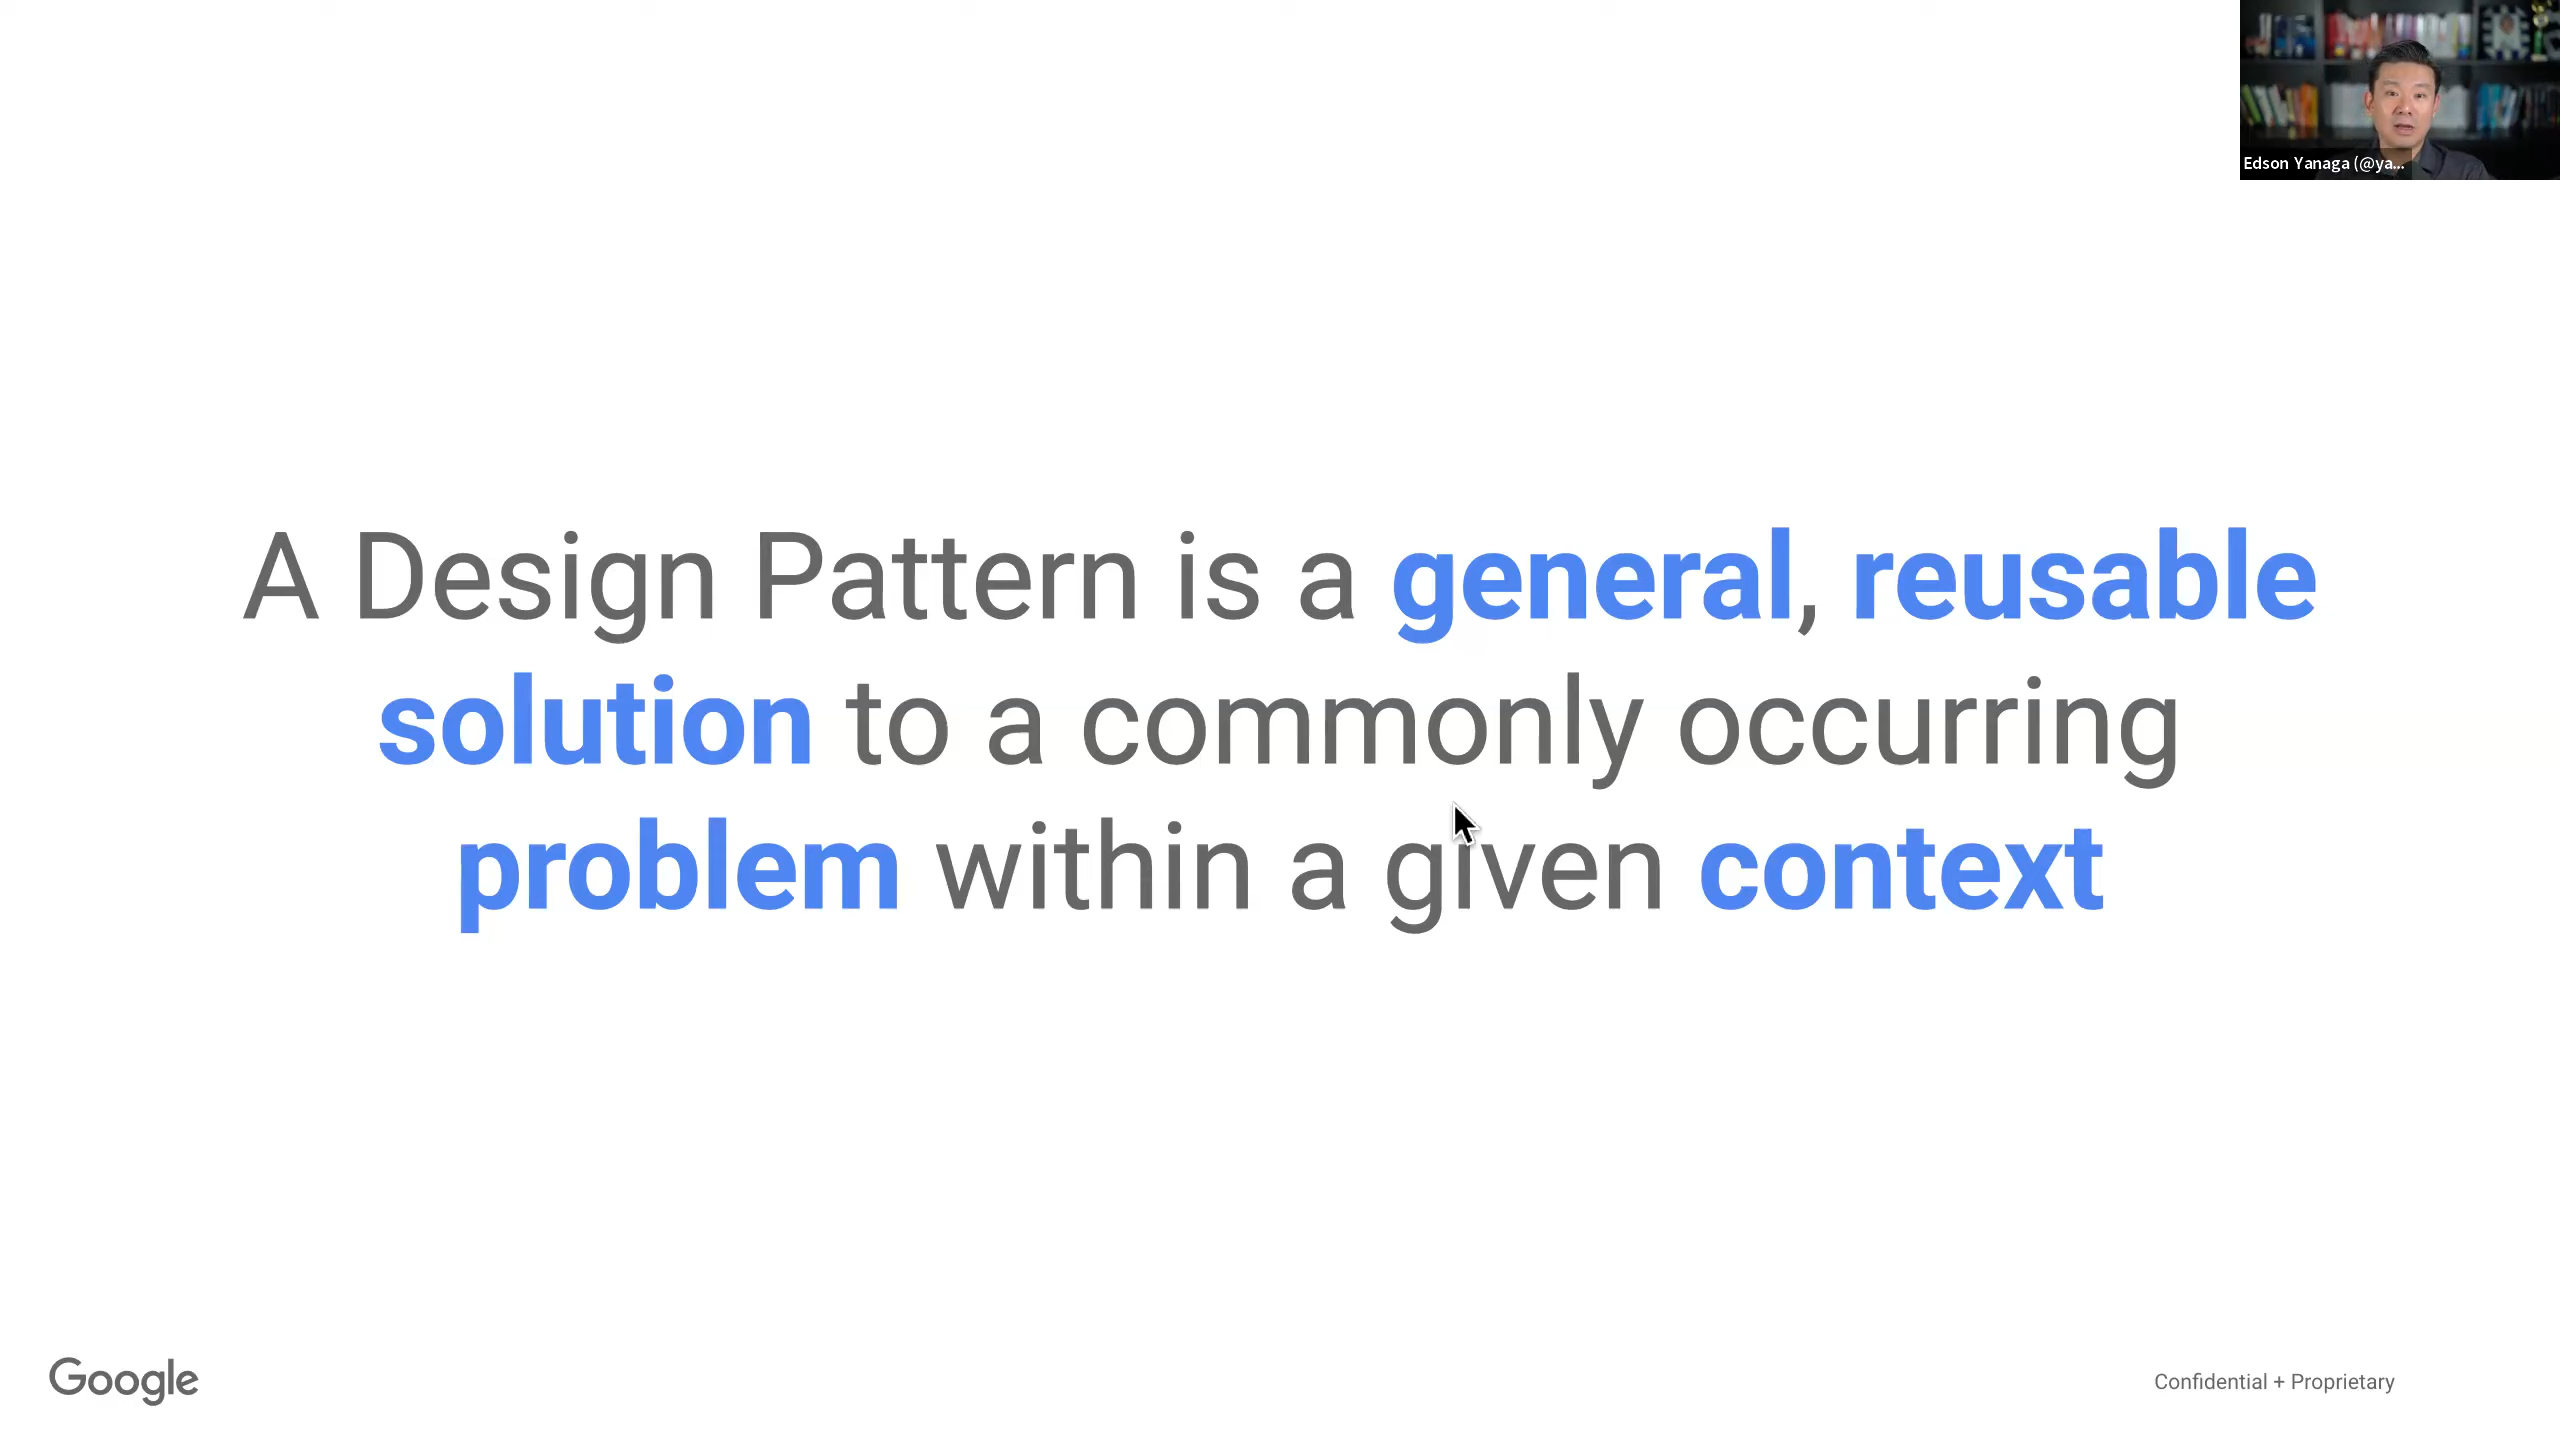 Edson Yanaga (@ya...
A Design Pattern is a general, reusable
solution to a commonly occurring
problem within a given context
Google
Confidential + Proprietary